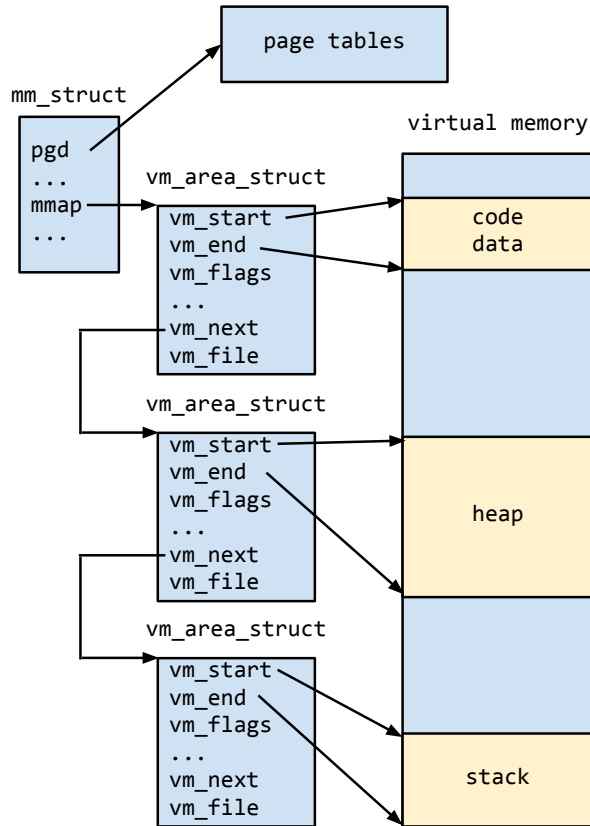 page tables
mm_struct
virtual memory
pgd
...
mmap
...
vm_area_struct
vm_start
vm_end
vm_flags
...
vm_next
vm_file
code
data
vm_area_struct
vm_start
vm_end
vm_flags
...
vm_next
vm_file
heap
vm_area_struct
vm_start
vm_end
vm_flags
...
vm_next
vm_file
stack